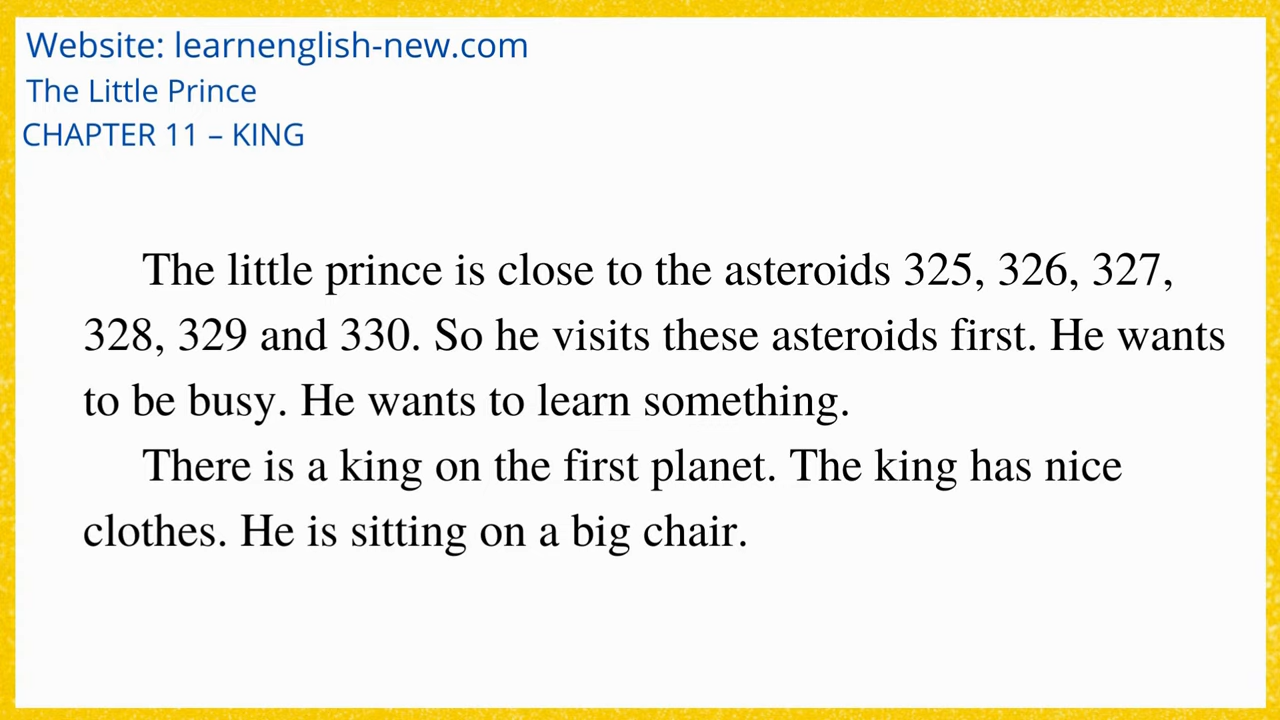 Website: learnenglish-new.com
The Little Prince
CHAPTER 11 – KING
The little prince is close to the asteroids 325, 326, 327,
328, 329 and 330. So he visits these asteroids first. He wants
to be busy. He wants to learn something.
There is a king on the first planet. The king has nice
clothes. He is sitting on a big chair.